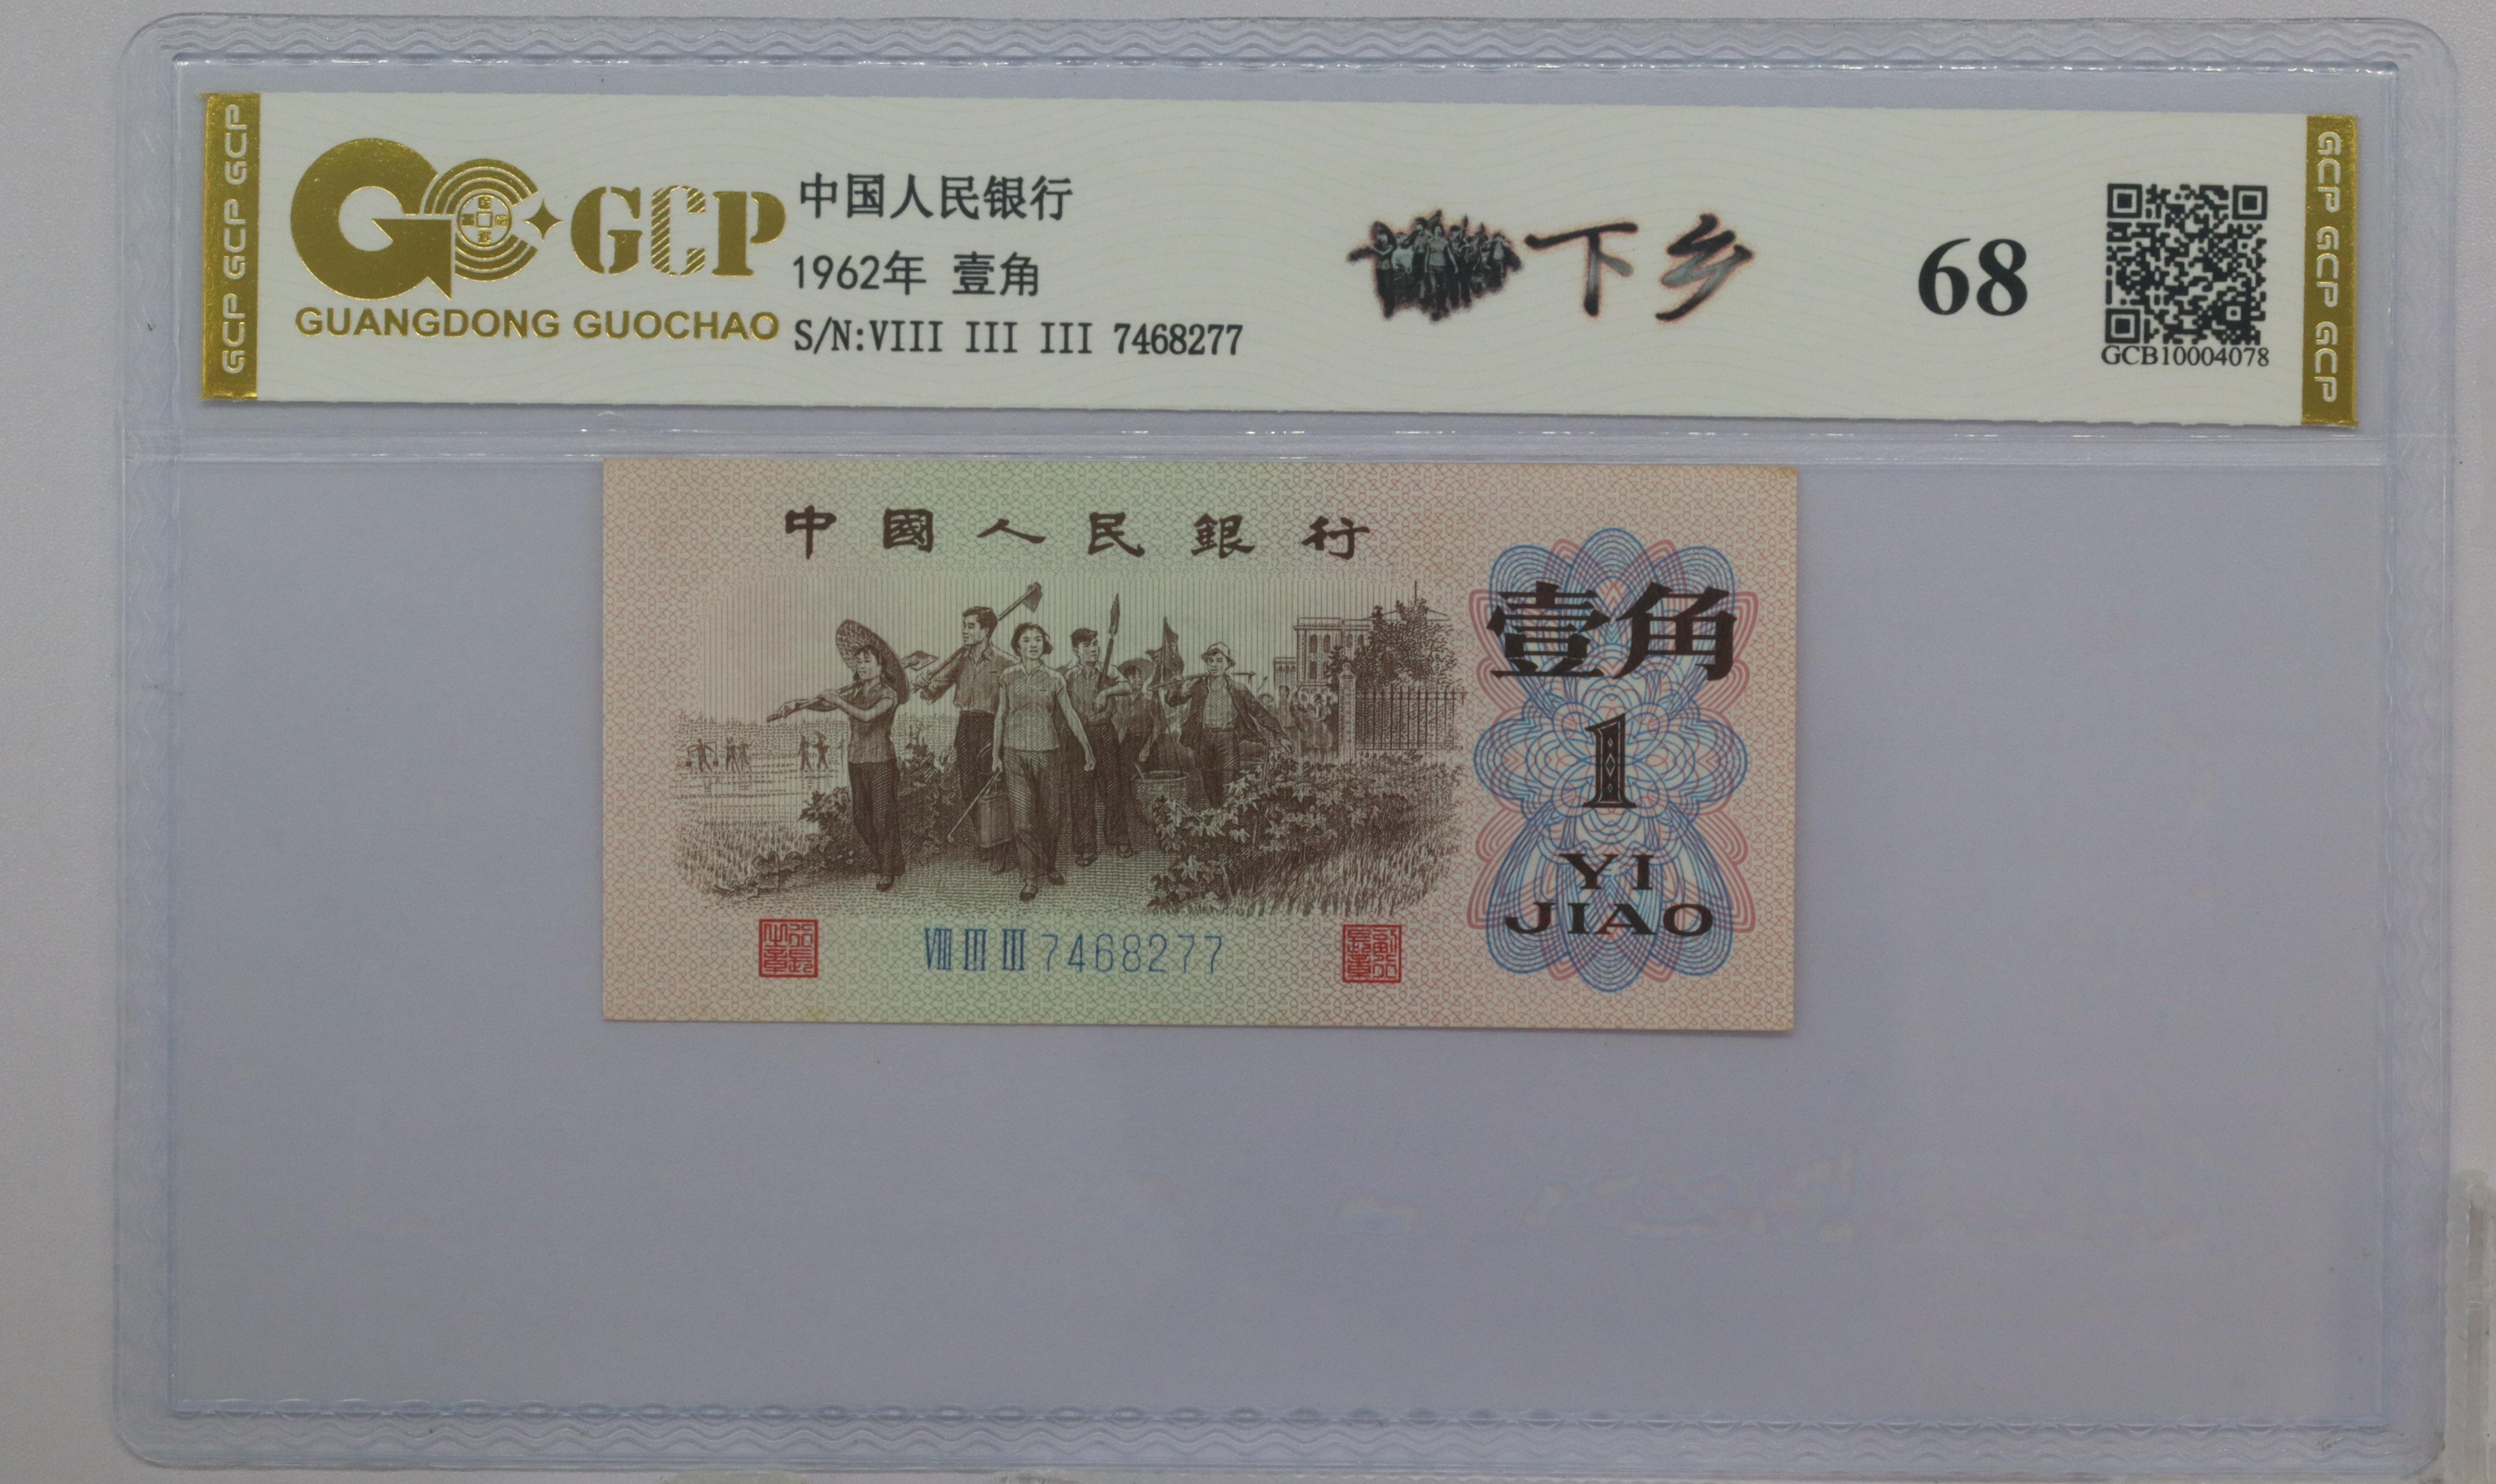 GCP GCP GCP
GCP
GUANGDONG GUOCHAO
中国人民银行
1962年 壹角
S/N:VIII III III 7468277
下乡
68
GCB10004078
GCP GCP GCP GCP
中國人民銀行
壹角
1
YI
JIAO
VIII III III 7468277